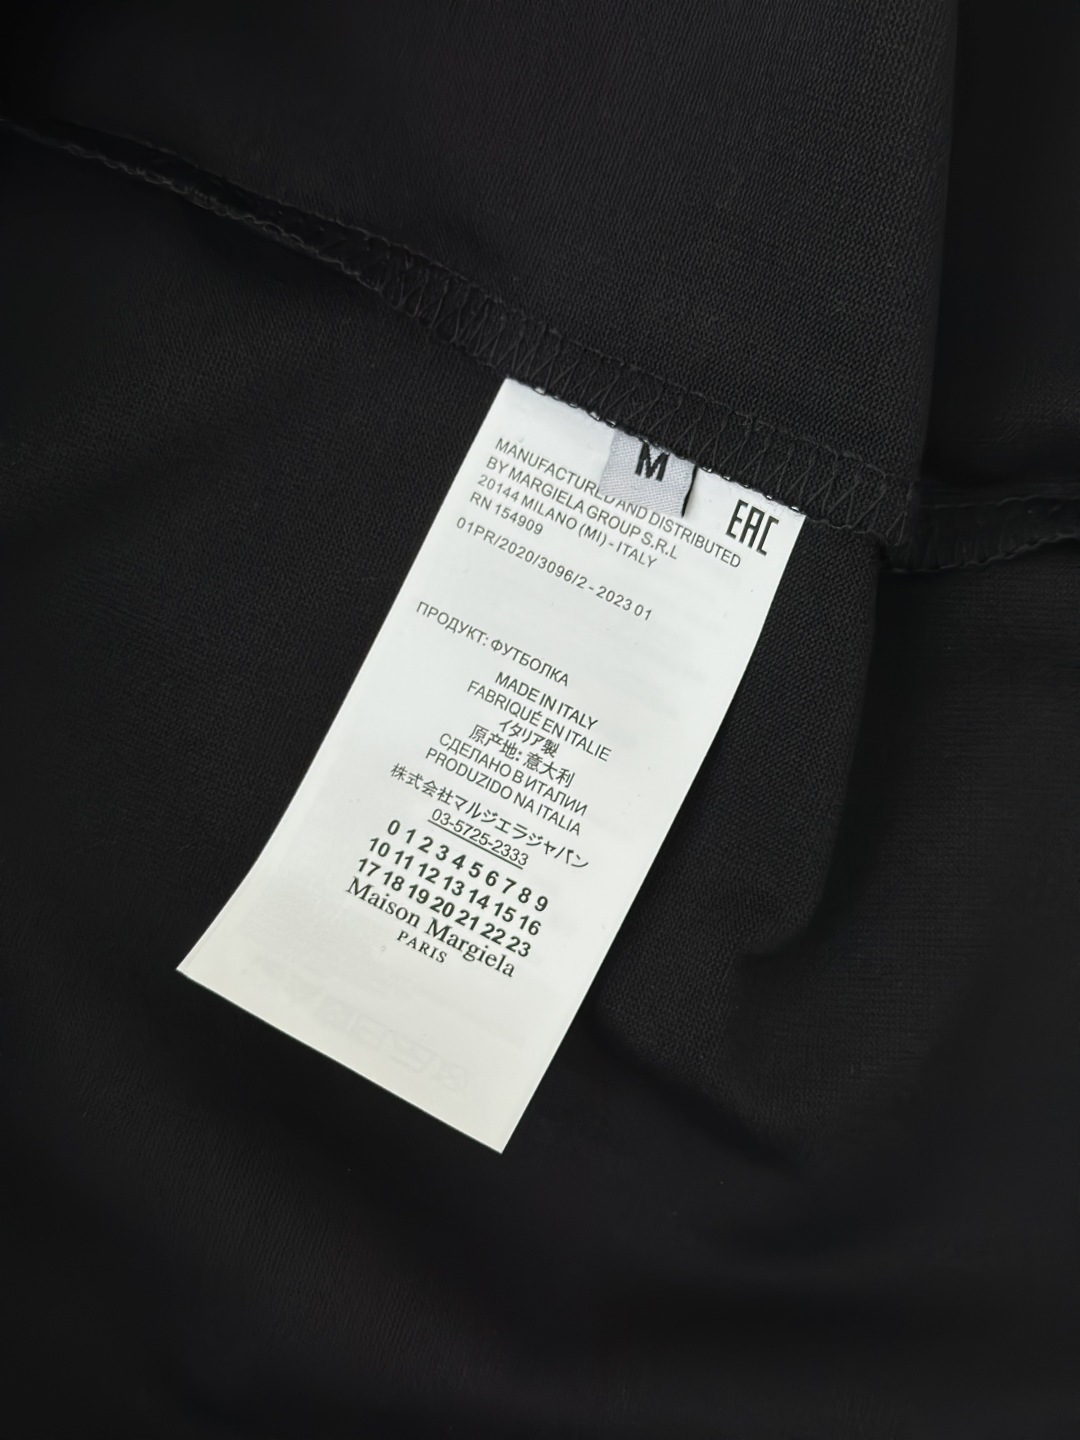 M
EAC
MANUFACTURED AND DISTRIBUTED
BY MARGIELA GROUP S.R.L
20144 MILANO (MI) - ITALY
RN 154909
01PR/2020/3096/2 - 2023 01
ПРОДУКТ: ФУТБОЛКА
MADE IN ITALY
FABRIQUÉ EN ITALIE
イタリア製
原产地: 意大利
СДЕЛАНО В ИТАЛИИ
PRODUZIDO NA ITALIA
株式会社マルジェラジャパン
03-5725-2333
0 1 2 3 4 5 6 7 8 9
10 11 12 13 14 15 16
17 18 19 20 21 22 23
Maison Margiela
PARIS